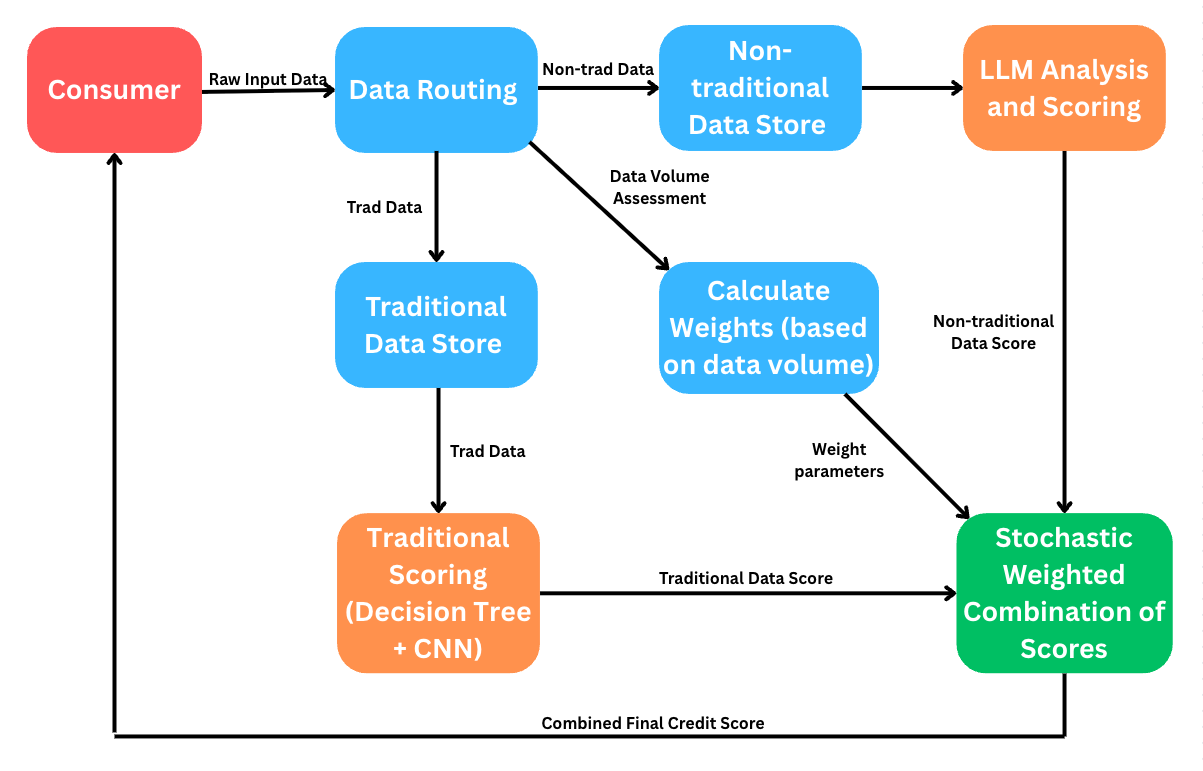 Consumer
Raw Input Data
Data Routing
Non-trad Data
Non-
traditional
Data Store
LLM Analysis
and Scoring
Trad Data
Data Volume
Assessment
Traditional
Data Store
Calculate
Weights (based
on data volume)
Non-traditional
Data Score
Trad Data
Weight
parameters
Traditional
Scoring
(Decision Tree
+ CNN)
Traditional Data Score
Stochastic
Weighted
Combination of
Scores
Combined Final Credit Score